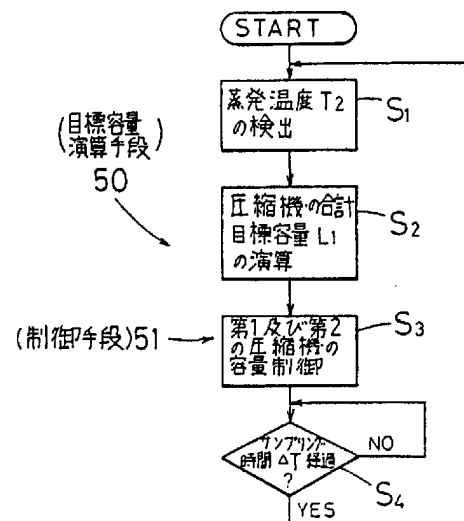 START
蒸発温度T2
の検出
S1
(目標容量
演算手段)
50
圧縮機の合計
目標容量L1
の演算
S2
(制御手段)51
第1及び第2
の圧縮機の
容量制御
S3
サンプリング
時間ΔT経過
?
NO
S4
YES